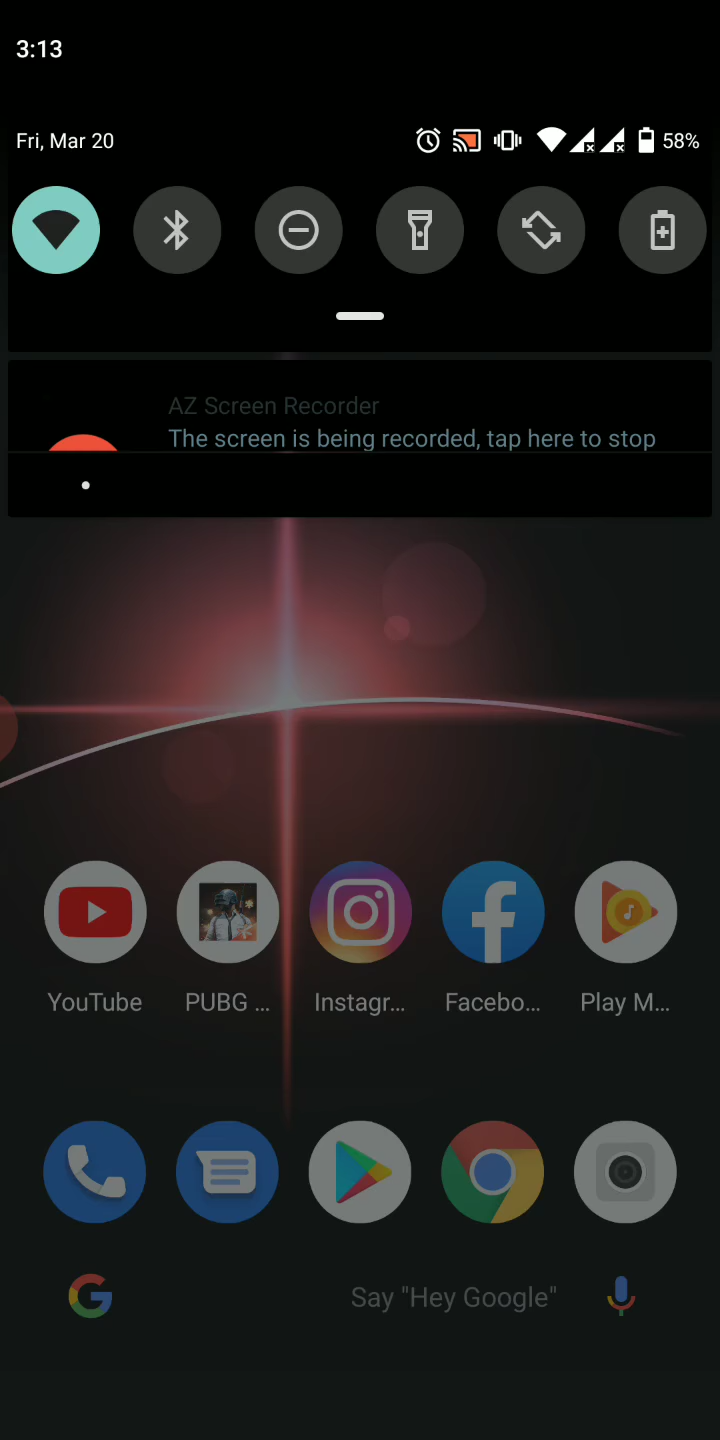 3:13
Fri, Mar 20
58%
AZ Screen Recorder
The screen is being recorded, tap here to stop
YouTube
PUBG ...
Instagr...
Facebo...
Play M...
Say "Hey Google"